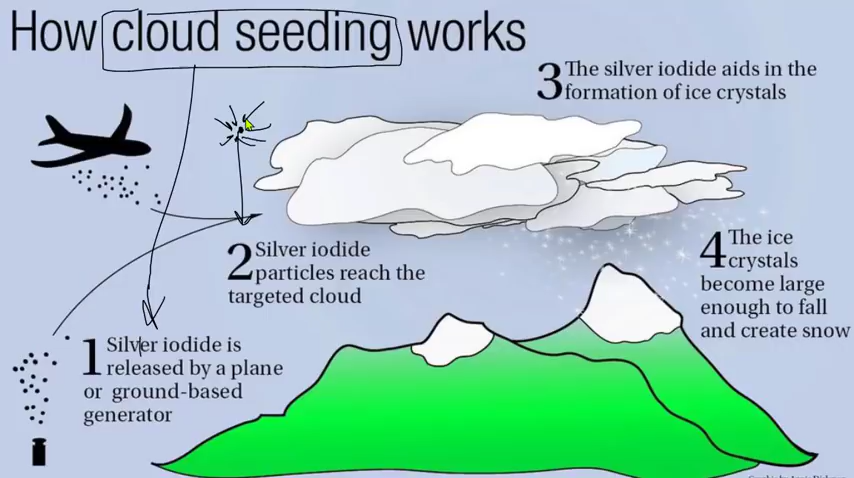 How cloud seeding works
3 The silver iodide aids in the
formation of ice crystals
2 Silver iodide
particles reach the
targeted cloud
4 The ice
crystals
become large
enough to fall
and create snow
1 Silver iodide is
released by a plane
or ground-based
generator